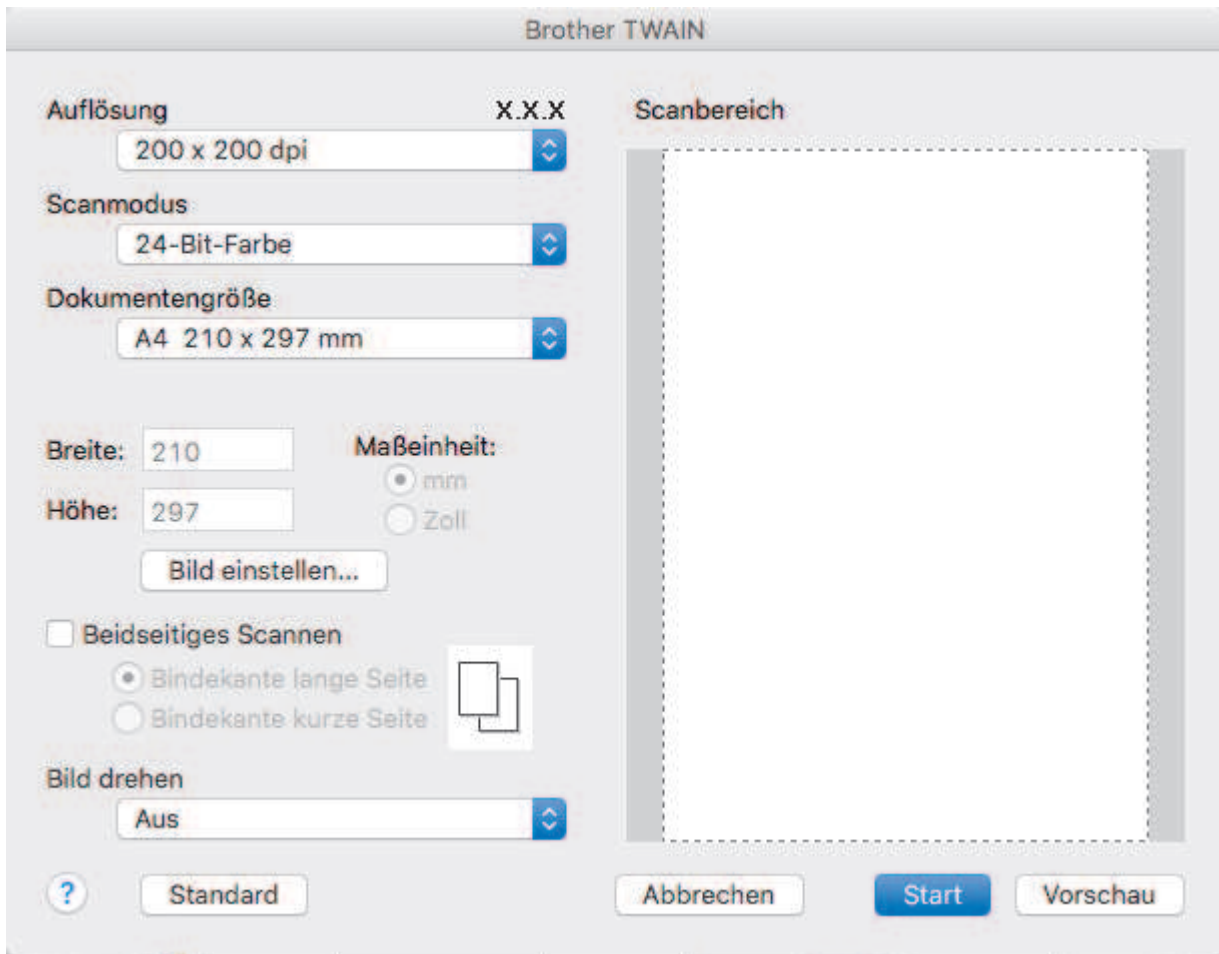 Brother TWAIN
Auflösung X.X.X
200 x 200 dpi
Scanmodus
24-Bit-Farbe
Dokumentengröße
A4 210 x 297 mm
Breite: 210
Höhe: 297
Maßeinheit:
mm
Zoll
Bild einstellen...
Beidseitiges Scannen
Bindekante lange Seite
Bindekante kurze Seite
Bild drehen
Aus
? Standard
Scanbereich
Abbrechen Start Vorschau